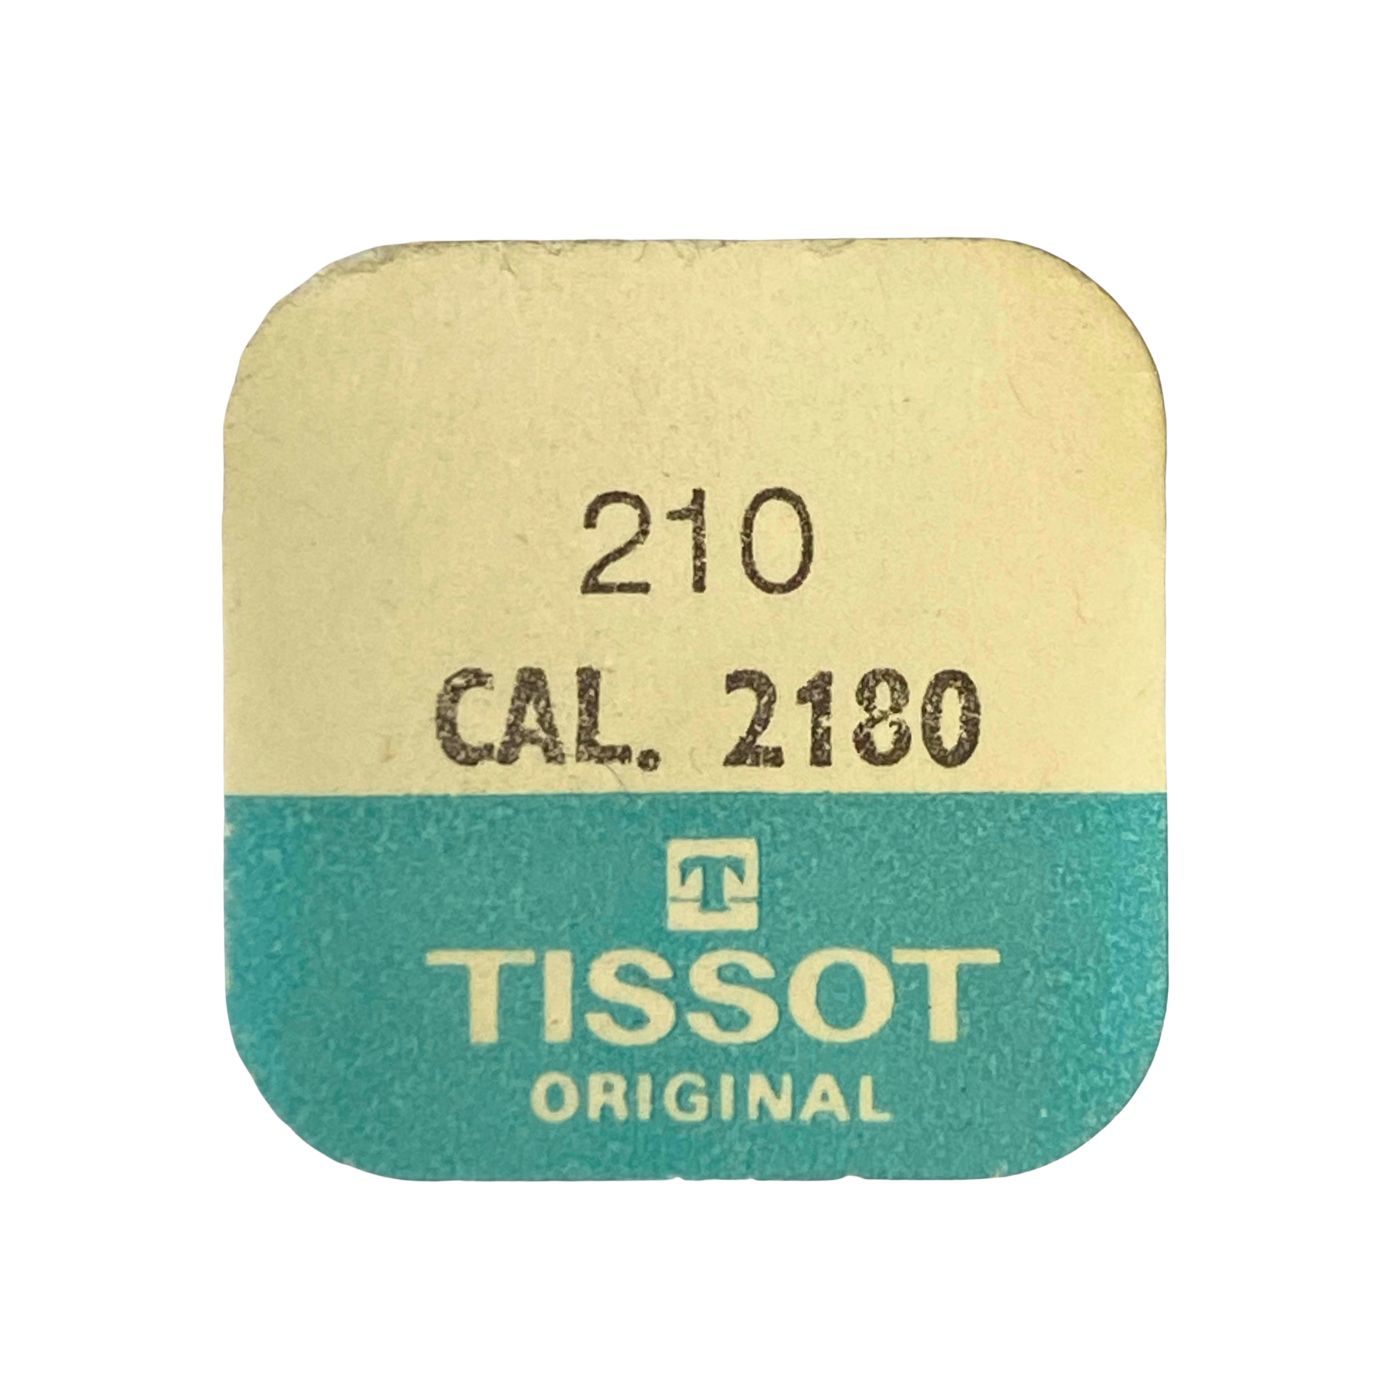 210
CAL. 2180
T
TISSOT
ORIGINAL